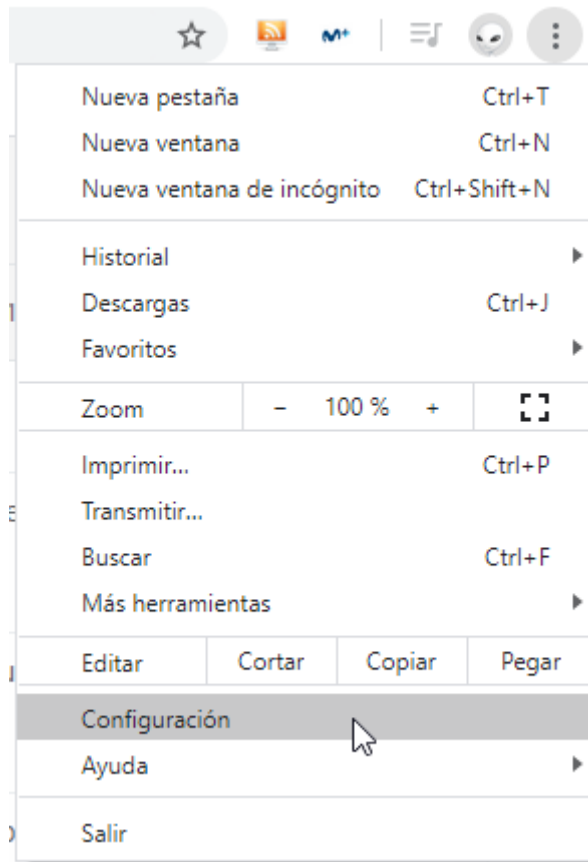 Nueva pestaña Ctrl+T
Nueva ventana Ctrl+N
Nueva ventana de incógnito Ctrl+Shift+N
Historial
Descargas Ctrl+J
Favoritos
Zoom − 100 % +
Imprimir... Ctrl+P
Transmitir...
Buscar Ctrl+F
Más herramientas
Editar Cortar Copiar Pegar
Configuración
Ayuda
Salir